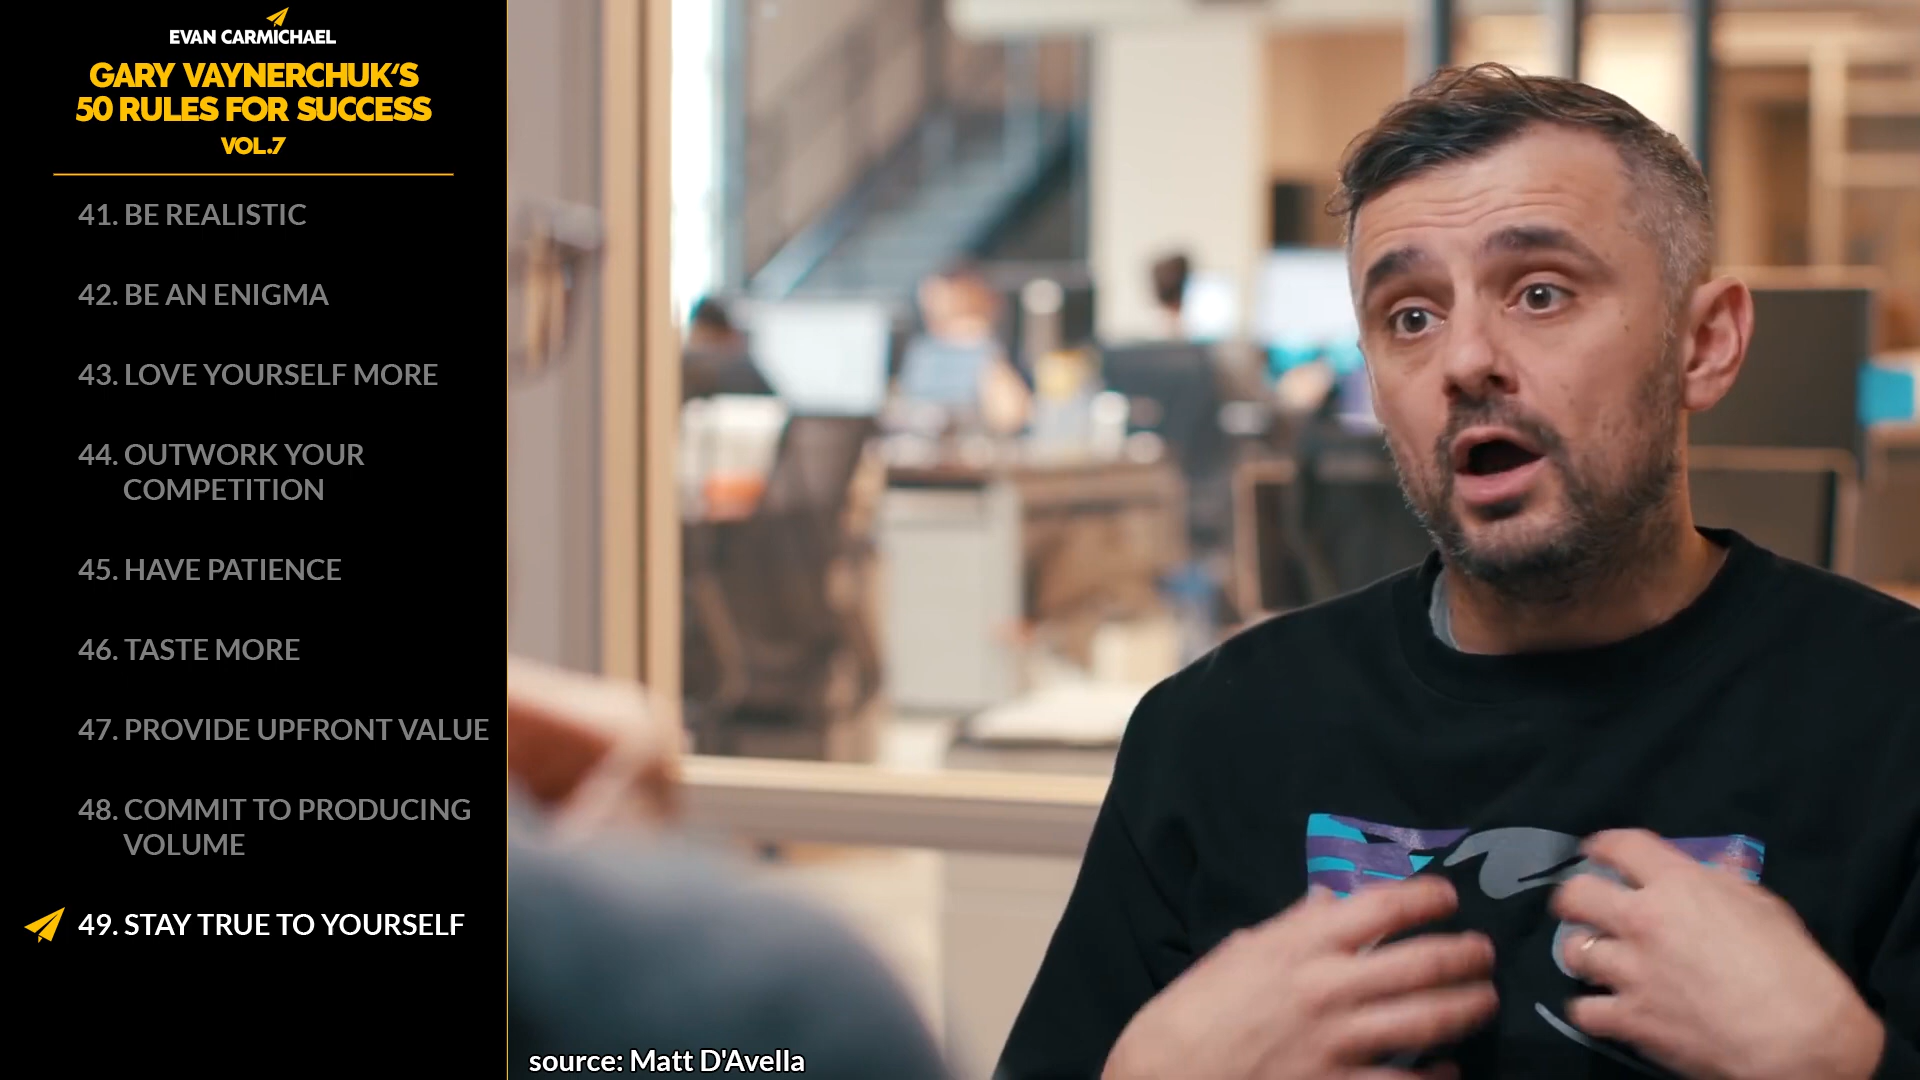 EVAN CARMICHAEL
GARY VAYNERCHUK'S
50 RULES FOR SUCCESS
VOL.7
41. BE REALISTIC
42. BE AN ENIGMA
43. LOVE YOURSELF MORE
44. OUTWORK YOUR
COMPETITION
45. HAVE PATIENCE
46. TASTE MORE
47. PROVIDE UPFRONT VALUE
48. COMMIT TO PRODUCING
VOLUME
49. STAY TRUE TO YOURSELF
source: Matt D'Avella